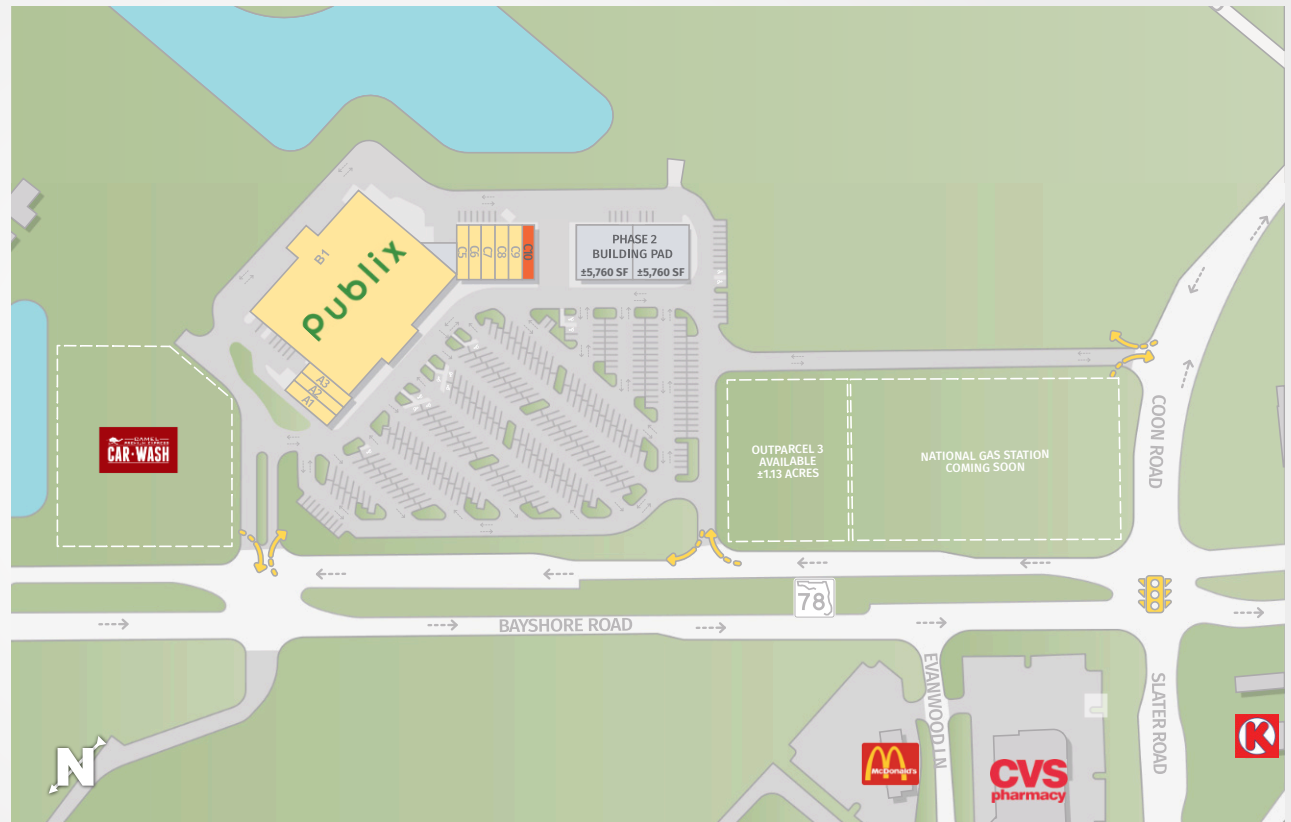 B1
publix
C5
C6
C7
C8
C9
C10
PHASE 2
BUILDING PAD
±5,760 SF
±5,760 SF
A3
A2
A1
CAMEL
PREMIUM EXPRESS
CAR-WASH
OUTPARCEL 3
AVAILABLE
±1.13 ACRES
NATIONAL GAS STATION
COMING SOON
COON ROAD
78
BAYSHORE ROAD
EVANWOOD LN
SLATER ROAD
N
McDonald's
CVS
pharmacy
K